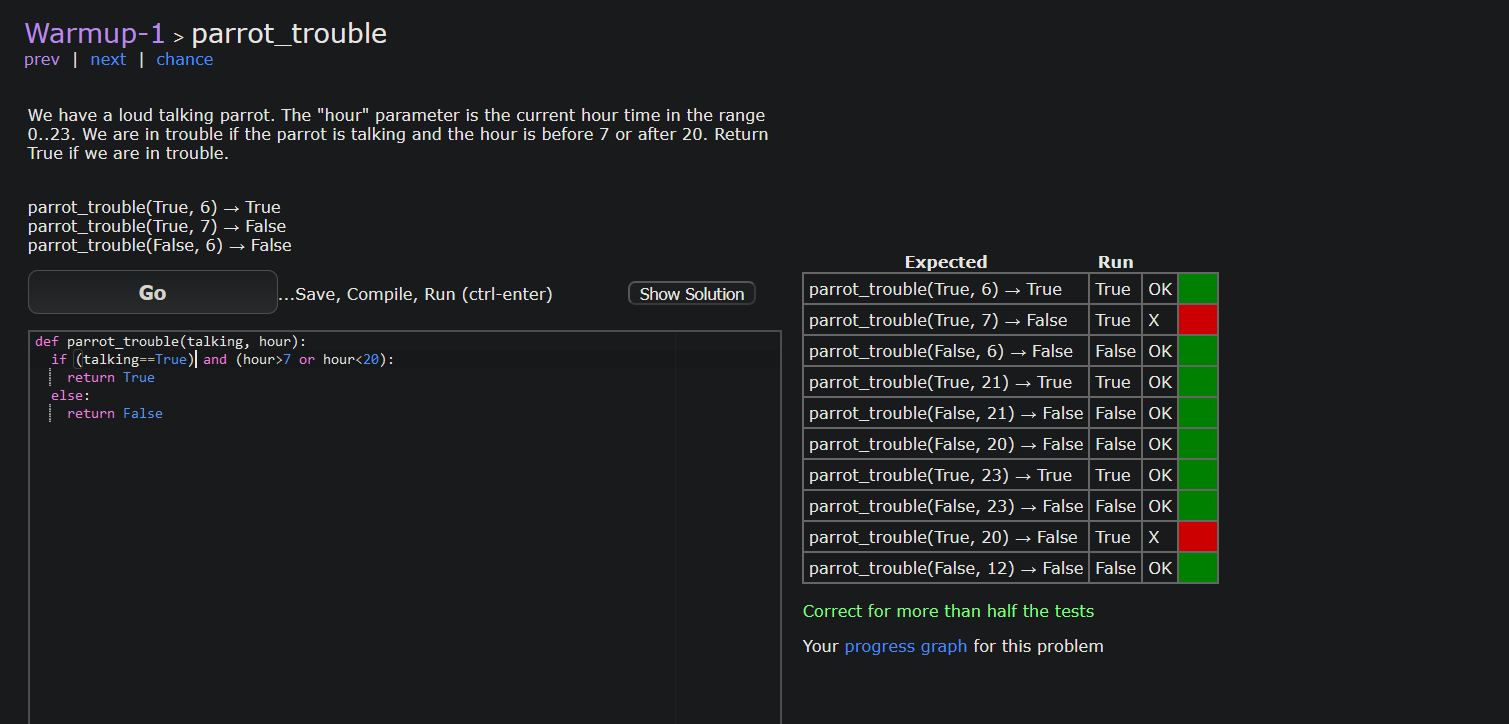 Warmup-1 > parrot_trouble
prev | next | chance
We have a loud talking parrot. The "hour" parameter is the current hour time in the range
0..23. We are in trouble if the parrot is talking and the hour is before 7 or after 20. Return
True if we are in trouble.
parrot_trouble(True, 6) → True
parrot_trouble(True, 7) → False
parrot_trouble(False, 6) → False
Go
...Save, Compile, Run (ctrl-enter)
Show Solution
def parrot_trouble(talking, hour):
  if (talking==True) and (hour>7 or hour<20):
    return True
  else:
    return False
Expected Run
parrot_trouble(True, 6) → True True OK
parrot_trouble(True, 7) → False True X
parrot_trouble(False, 6) → False False OK
parrot_trouble(True, 21) → True True OK
parrot_trouble(False, 21) → False False OK
parrot_trouble(False, 20) → False False OK
parrot_trouble(True, 23) → True True OK
parrot_trouble(False, 23) → False False OK
parrot_trouble(True, 20) → False True X
parrot_trouble(False, 12) → False False OK
Correct for more than half the tests
Your progress graph for this problem